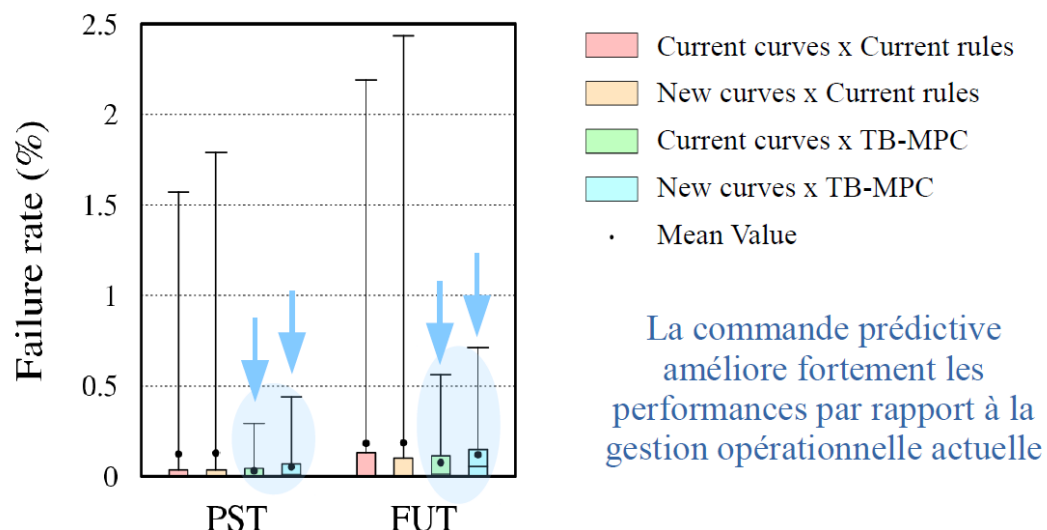 Failure rate (%)
2.5
2
1.5
1
0.5
0
PST
FUT
Current curves x Current rules
New curves x Current rules
Current curves x TB-MPC
New curves x TB-MPC
Mean Value
La commande prédictive
améliore fortement les
performances par rapport à la
gestion opérationnelle actuelle